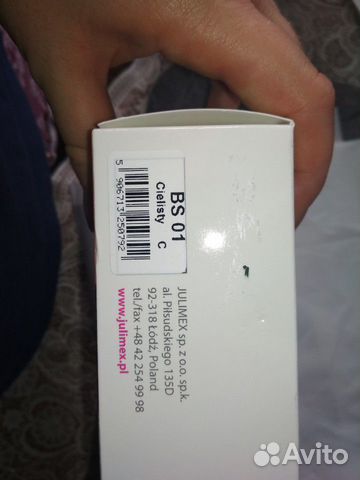 BS 01
Cielisty C
5 906713 250792
JULIMEX sp. z o.o. sp.k.
al. Piłsudskiego 135D
92-318 Łódź, Poland
tel./fax +48 42 254 99 98
www.julimex.pl
Avito